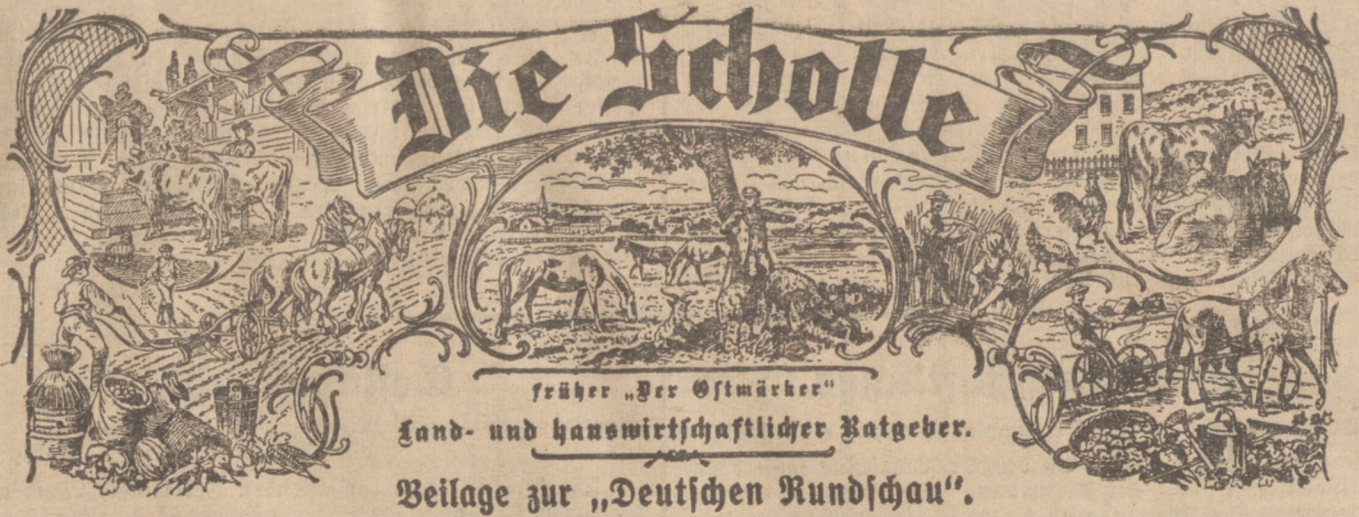 Die Scholle
früher „Der Ostmärker“
Land- und hauswirtschaftlicher Ratgeber.
Beilage zur „Deutschen Rundschau“.